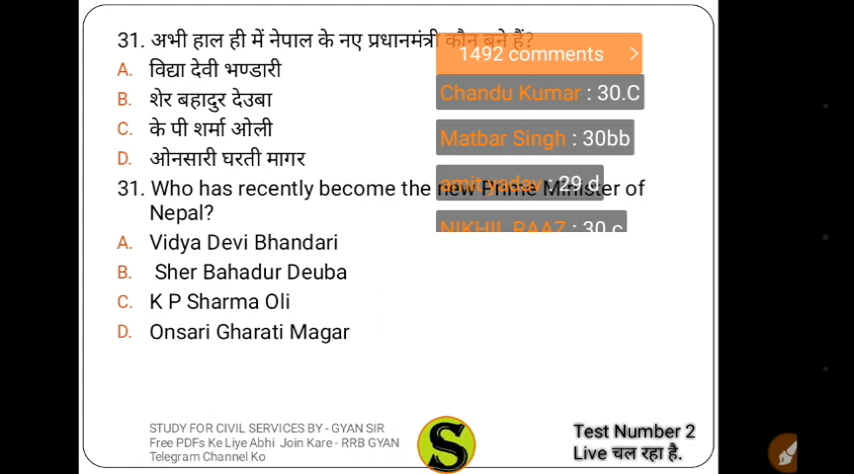 31. अभी हाल ही में नेपाल के नए प्रधानमंत्री कौन बने हैं?
1492 comments >
A. विद्या देवी भण्डारी
Chandu Kumar : 30.C
B. शेर बहादुर देउबा
C. के पी शर्मा ओली
Matbar Singh : 30bb
D. ओनसारी घरती मागर
amit yadav : 29 d
31. Who has recently become the new Prime Minister of
Nepal?
NIKHIL RAAZ : 30 c
A. Vidya Devi Bhandari
B. Sher Bahadur Deuba
C. K P Sharma Oli
D. Onsari Gharati Magar
STUDY FOR CIVIL SERVICES BY - GYAN SIR
Free PDFs Ke Liye Abhi Join Kare - RRB GYAN
Telegram Channel Ko
S
Test Number 2
Live चल रहा है.